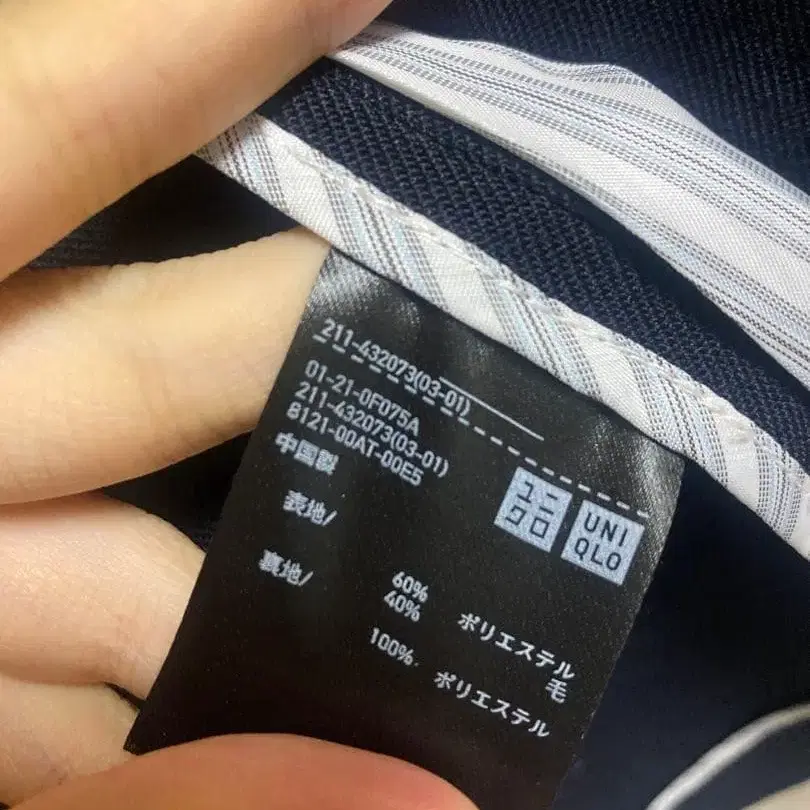 211-432073(03-01)
01-21-0F075A
211-432073(03-01)
8121-00AT-00E5
中国製
ユニ
クロ
UNI
QLO
表地/
60% ポリエステル
40% 毛
裏地/
100% ポリエステル